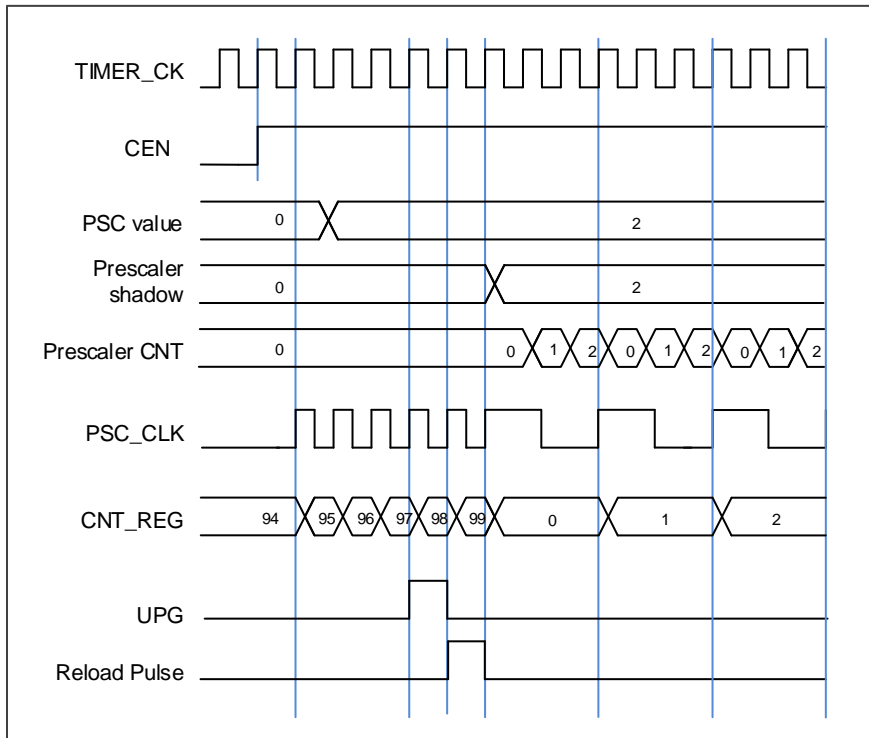 TIMER_CK
CEN
PSC value 0 2
Prescaler
shadow 0 2
Prescaler CNT 0 0 1 2 0 1 2 0 1 2
PSC_CLK
CNT_REG 94 95 96 97 98 99 0 1 2
UPG
Reload Pulse